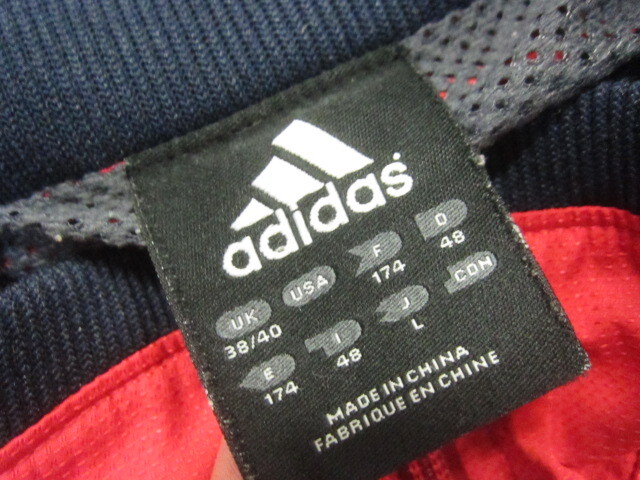 adidas
UK USA F D
38/40 174 48
E I J CDN
174 48 L
MADE IN CHINA
FABRIQUE EN CHINE